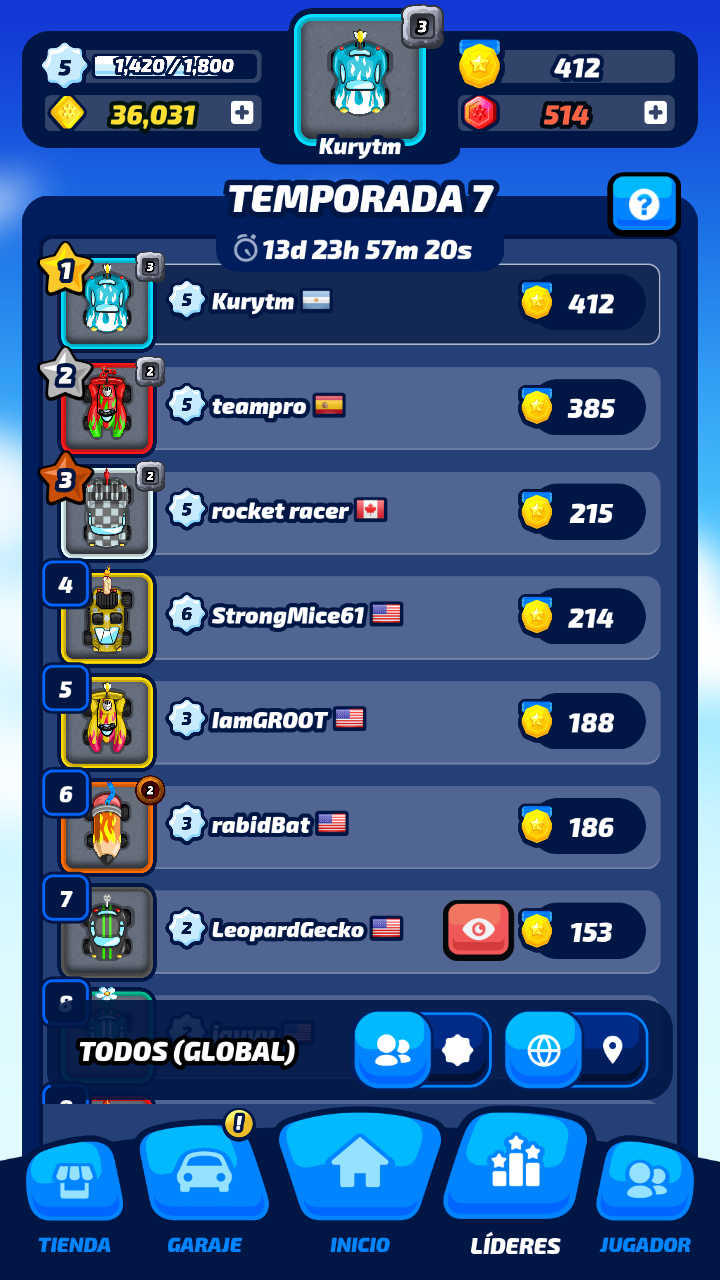 3
5 1,420/1,800 412
36,031 514
Kurytm
TEMPORADA 7
?
13d 23h 57m 20s
1 3 5 Kurytm 412
2 2 5 teampro 385
3 2 5 rocket racer 215
4 6 StrongMice61 214
5 3 IamGROOT 188
6 2 3 rabidBat 186
7 2 LeopardGecko 153
8 2
TODOS (GLOBAL)
!
TIENDA GARAJE INICIO LÍDERES JUGADOR